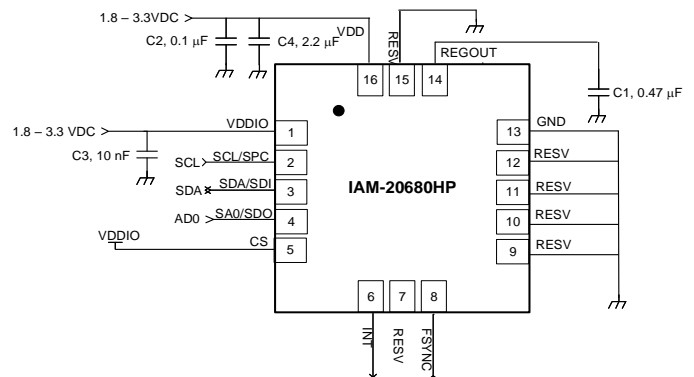 1.8 – 3.3VDC
C2, 0.1 µF
C4, 2.2 µF
VDD
RESV
REGOUT
C1, 0.47 µF
16
15
14
1.8 – 3.3 VDC
C3, 10 nF
VDDIO
1
SCL
SCL/SPC
2
SDA
SDA/SDI
3
AD0
SA0/SDO
4
VDDIO
CS
5
IAM-20680HP
13
GND
12
RESV
11
RESV
10
RESV
9
RESV
6
7
8
INT
RESV
FSYNC